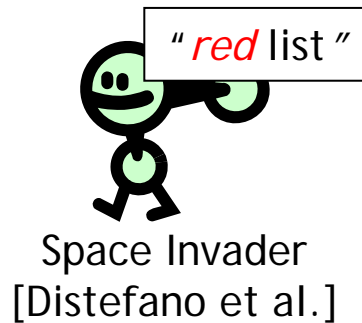 “red list”
Space Invader
[Distefano et al.]